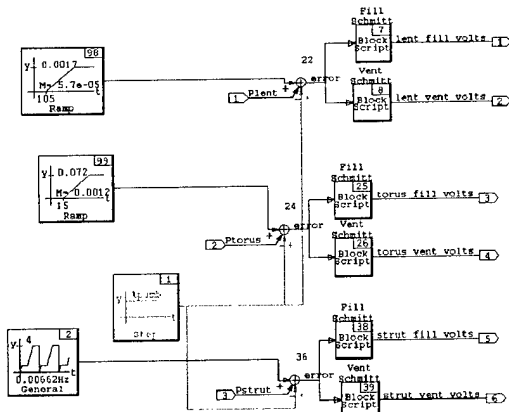 98
y
0.0017
M= 5.7e-05
105
t
Ramp
22
error
1
Plent
Fill
Schmitt
7
Block
Script
lent fill volts
1
Vent
Schmitt
8
Block
Script
lent vent volts
2
99
y
0.072
M= 0.0012
15
t
Ramp
24
error
2
Ptorus
Fill
Schmitt
25
Block
Script
torus fill volts
3
Vent
Schmitt
26
Block
Script
torus vent volts
4
1
y
t
Step
2
y
4
t
0.00662Hz
General
36
error
3
Pstrut
Fill
Schmitt
38
Block
Script
strut fill volts
5
Vent
Schmitt
39
Block
Script
strut vent volts
6